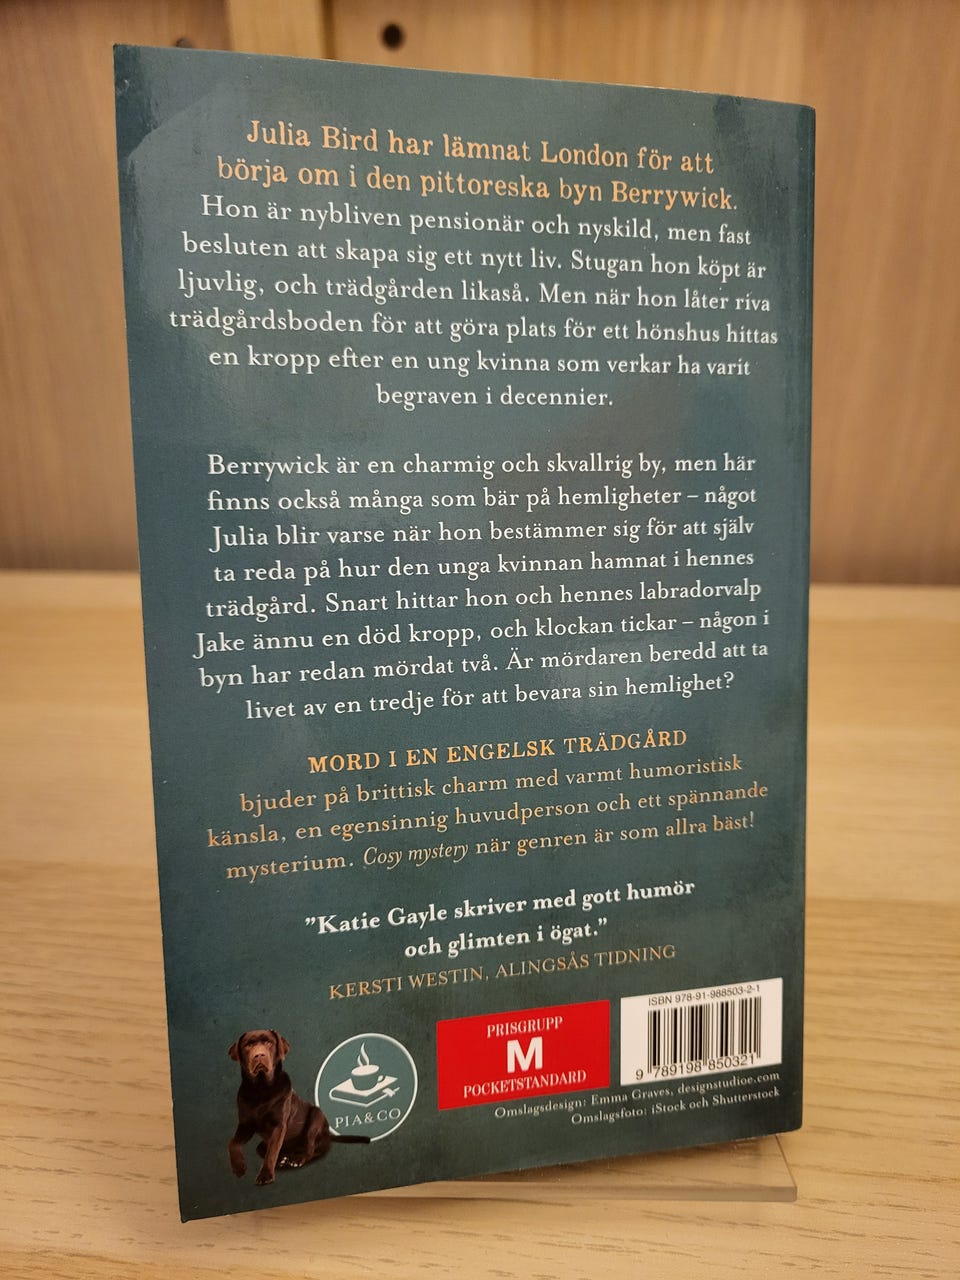 Julia Bird har lämnat London för att
börja om i den pittoreska byn Berrywick.
Hon är nybliven pensionär och nyskild, men fast
besluten att skapa sig ett nytt liv. Stugan hon köpt är
ljuvlig, och trädgården likaså. Men när hon låter riva
trädgårdsboden för att göra plats för ett hönshus hittas
en kropp efter en ung kvinna som verkar ha varit
begraven i decennier.
Berrywick är en charmig och skvallrig by, men här
finns också många som bär på hemligheter – något
Julia blir varse när hon bestämmer sig för att själv
ta reda på hur den unga kvinnan hamnat i hennes
trädgård. Snart hittar hon och hennes labradorvalp
Jake ännu en död kropp, och klockan tickar – någon i
byn har redan mördat två. Är mördaren beredd att ta
livet av en tredje för att bevara sin hemlighet?
MORD I EN ENGELSK TRÄDGÅRD
bjuder på brittisk charm med varmt humoristisk
känsla, en egensinnig huvudperson och ett spännande
mysterium. Cosy mystery när genren är som allra bäst!
”Katie Gayle skriver med gott humör
och glimten i ögat.”
KERSTI WESTIN, ALINGSÅS TIDNING
PIA&CO
PRISGRUPP
M
POCKETSTANDARD
ISBN 978-91-988503-2-1
9 789198 850321
Omslagsdesign: Emma Graves, designstudioe.com
Omslagsfoto: iStock och Shutterstock